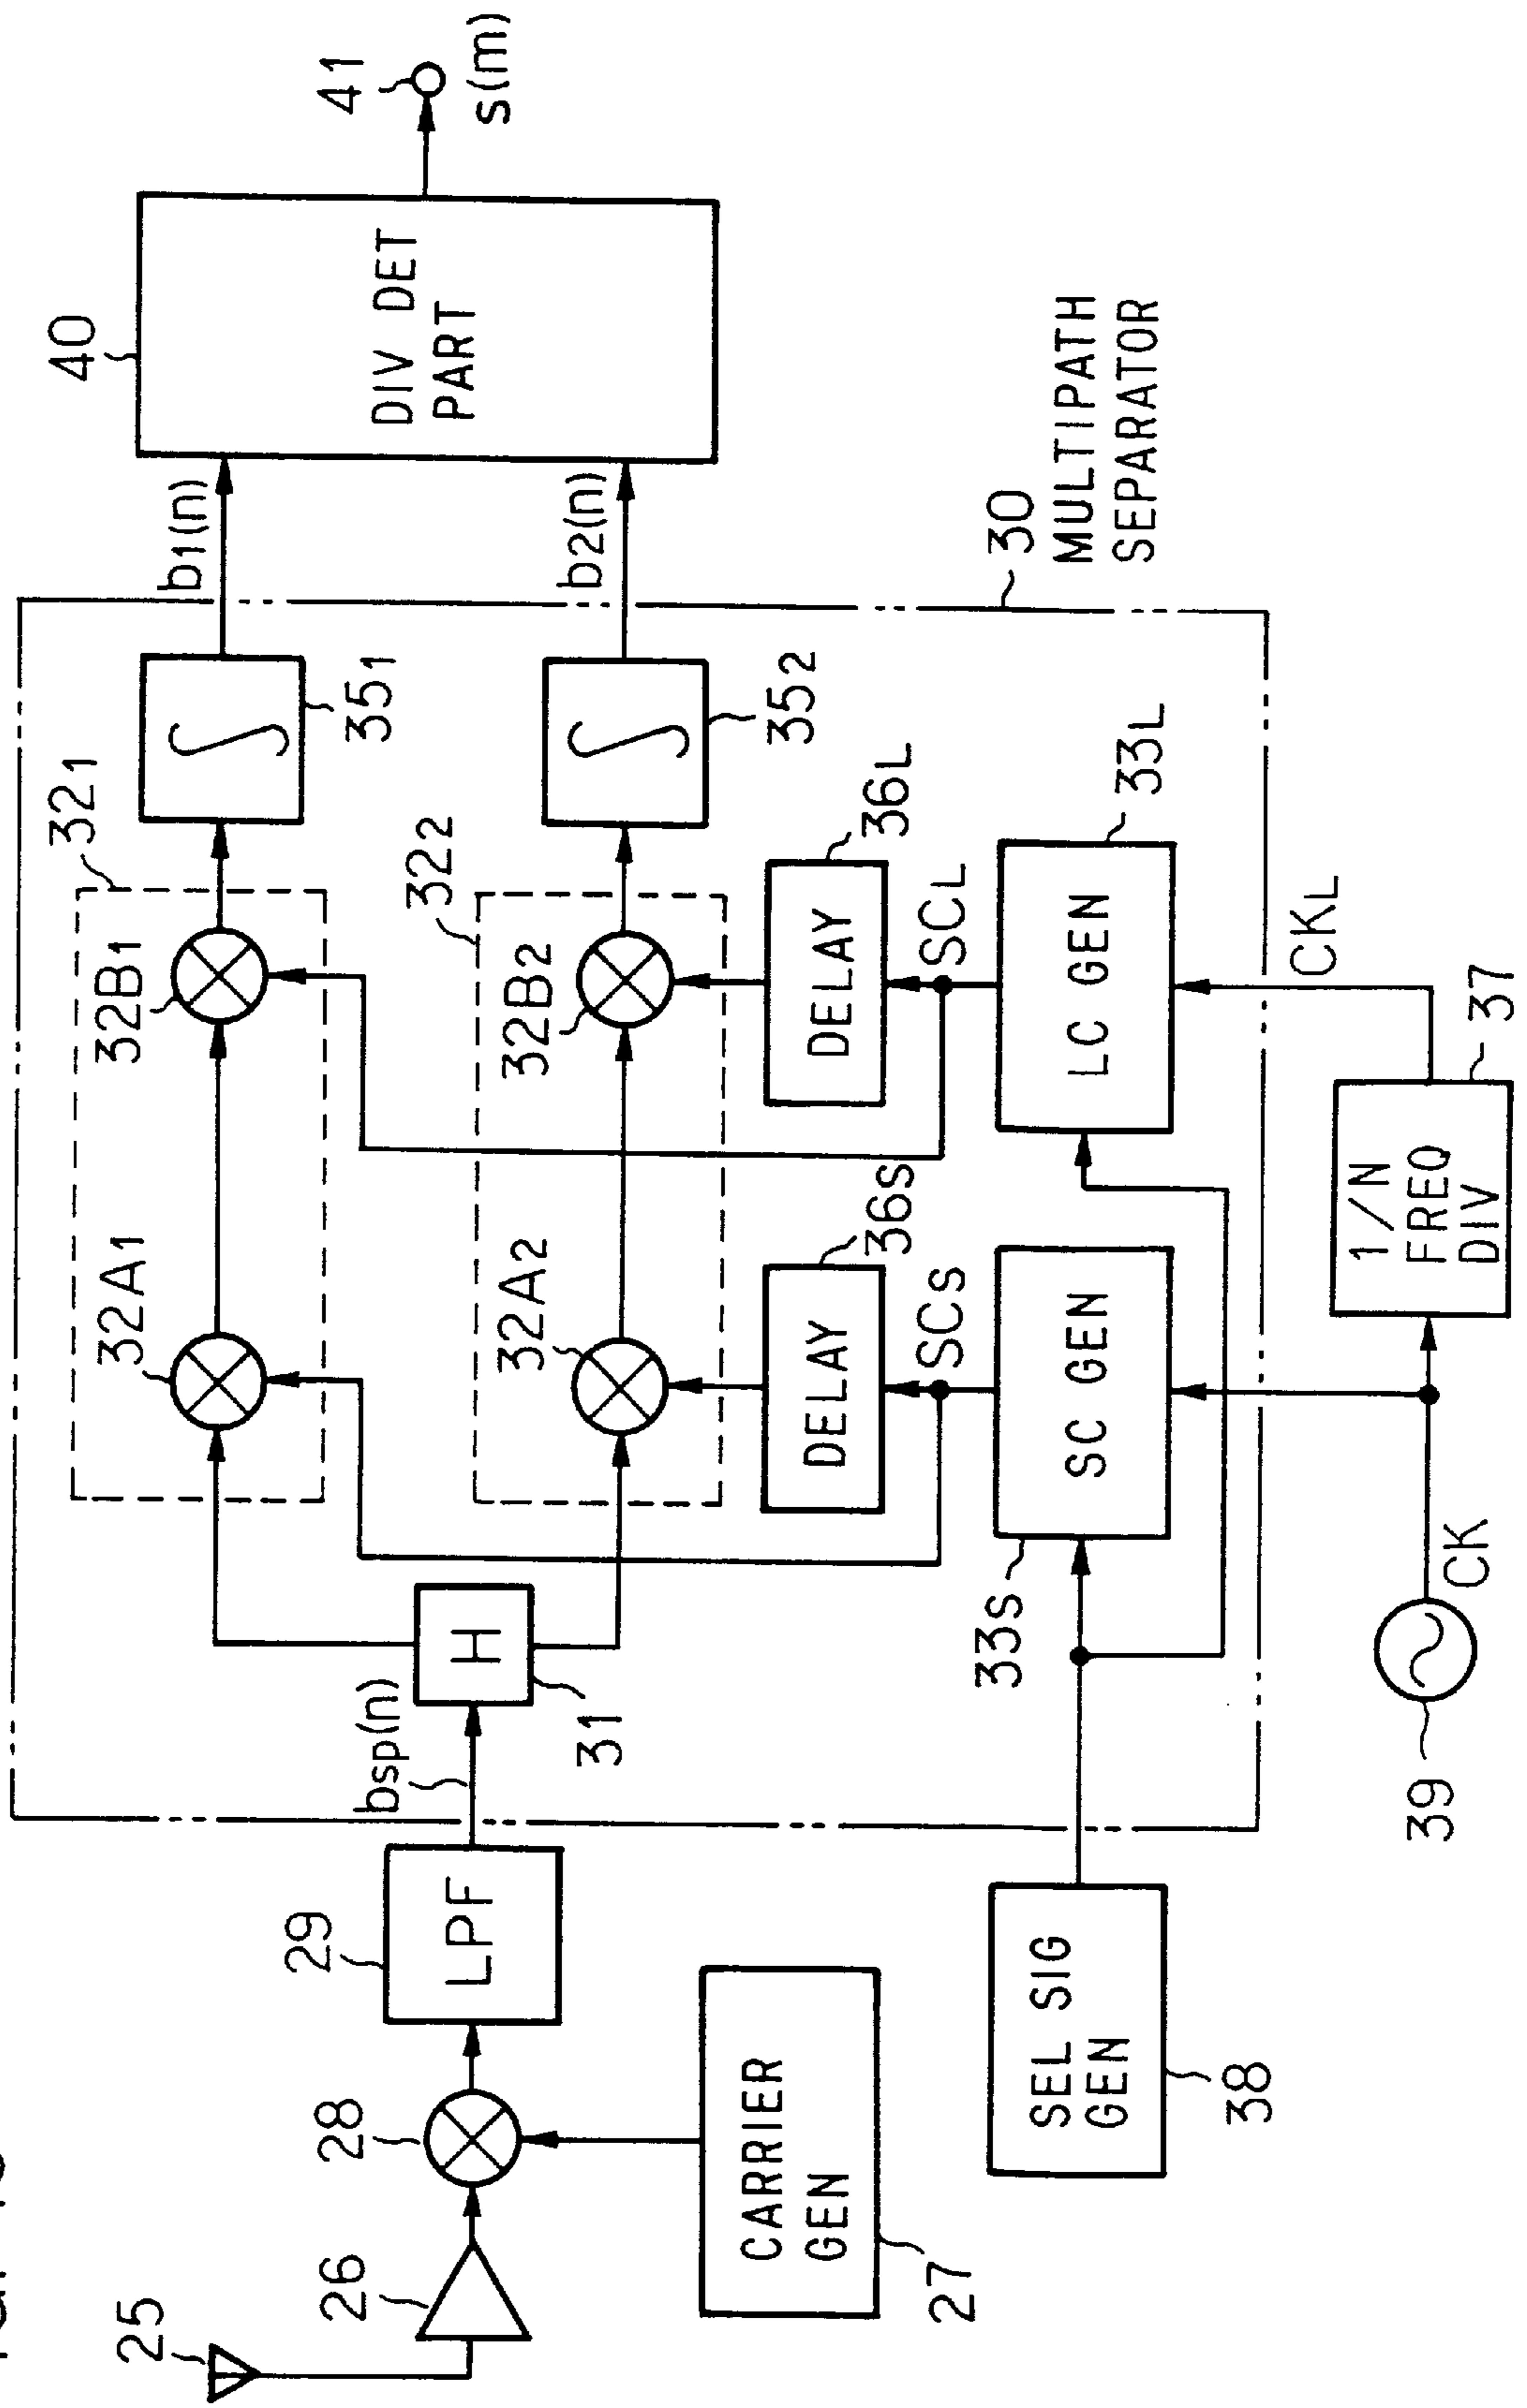 25
26
28
CARRIER
GEN
27
29
LPF
bsp(n)
H
31
32A1
32B1
321
351
b1(n)
32A2
32B2
322
352
b2(n)
40
DIV DET
PART
41
s(m)
DELAY
36S
DELAY
36L
SCS
SCL
33S
SC GEN
LC GEN
33L
30
MULTIPATH
SEPARATOR
SEL SIG
GEN
38
39
CK
1/N
FREQ
DIV
37
CKL